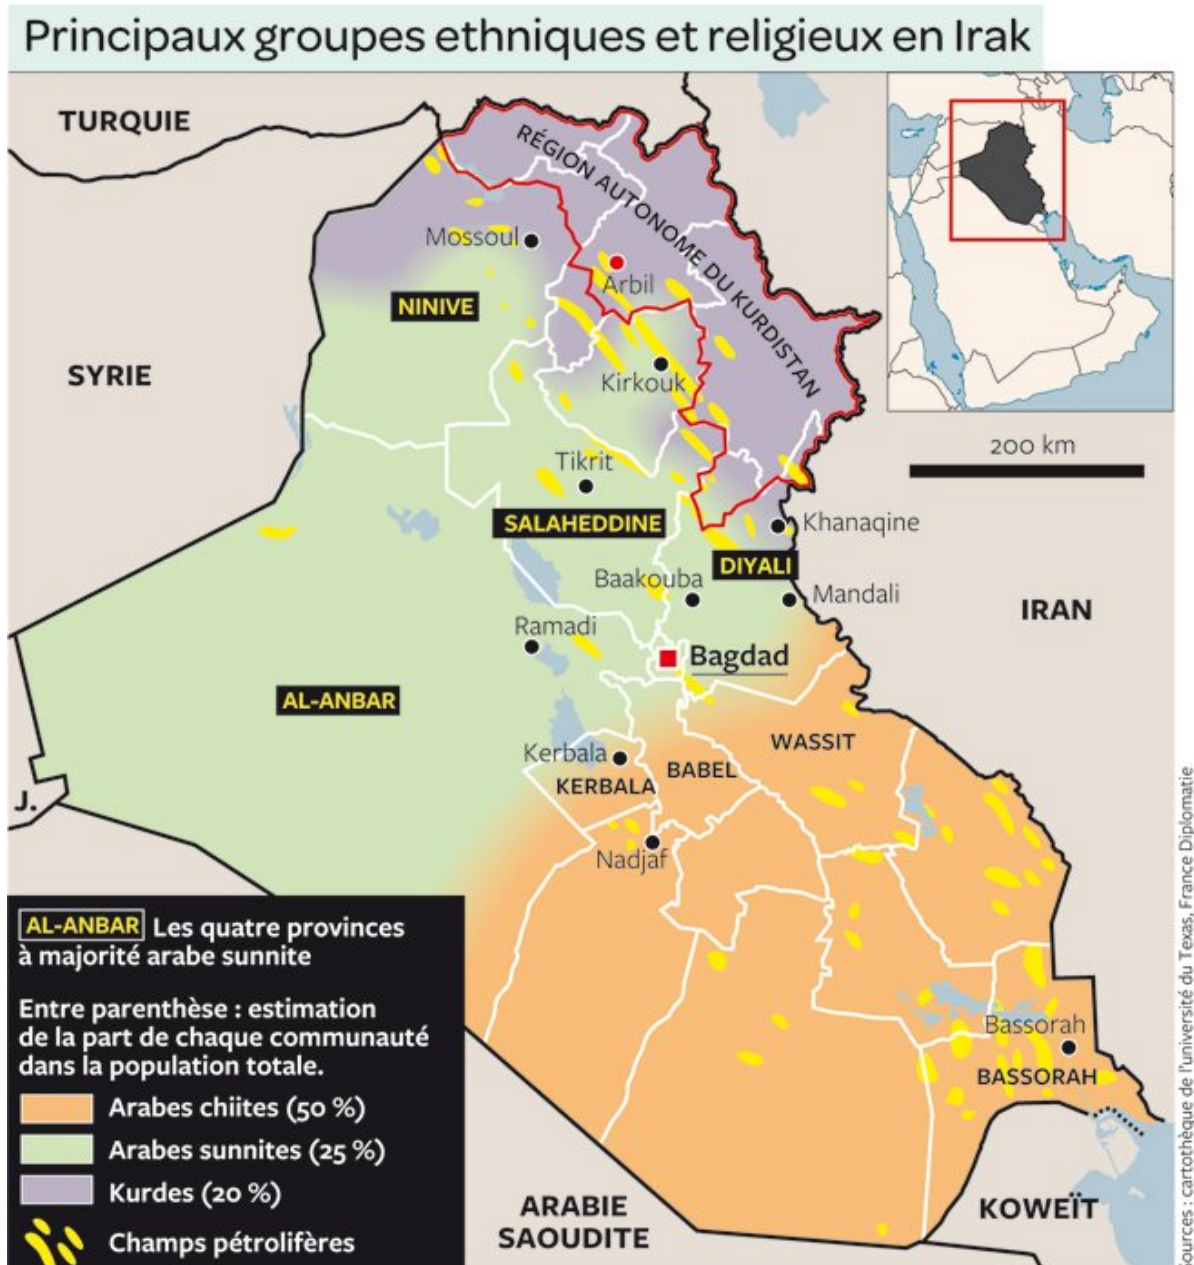 Principaux groupes ethniques et religieux en Irak
TURQUIE
RÉGION AUTONOME DU KURDISTAN
Mossoul
Arbil
NINIVE
SYRIE
Kirkouk
200 km
Tikrit
SALAHEDDINE
Khanaqine
DIYALI
Baakouba
Mandali
IRAN
Ramadi
Bagdad
AL-ANBAR
WASSIT
Kerbala
BABEL
KERBALA
J.
Nadjaf
Bassorah
BASSORAH
AL-ANBAR Les quatre provinces
à majorité arabe sunnite
Entre parenthèse : estimation
de la part de chaque communauté
dans la population totale.
Arabes chiites (50 %)
Arabes sunnites (25 %)
Kurdes (20 %)
Champs pétrolifères
ARABIE
SAOUDITE
KOWEÏT
Sources : cartothèque de l'université du Texas, France Diplomatie